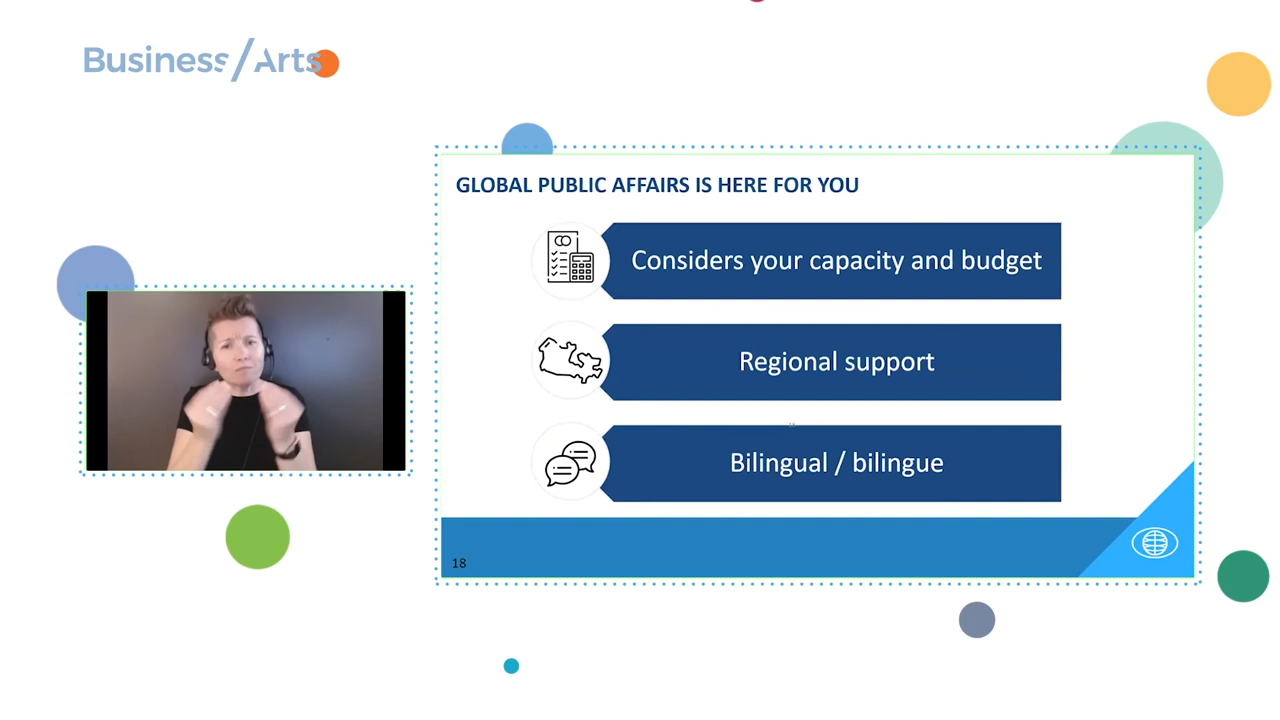 Business/Arts
GLOBAL PUBLIC AFFAIRS IS HERE FOR YOU
Considers your capacity and budget
Regional support
Bilingual / bilingue
18